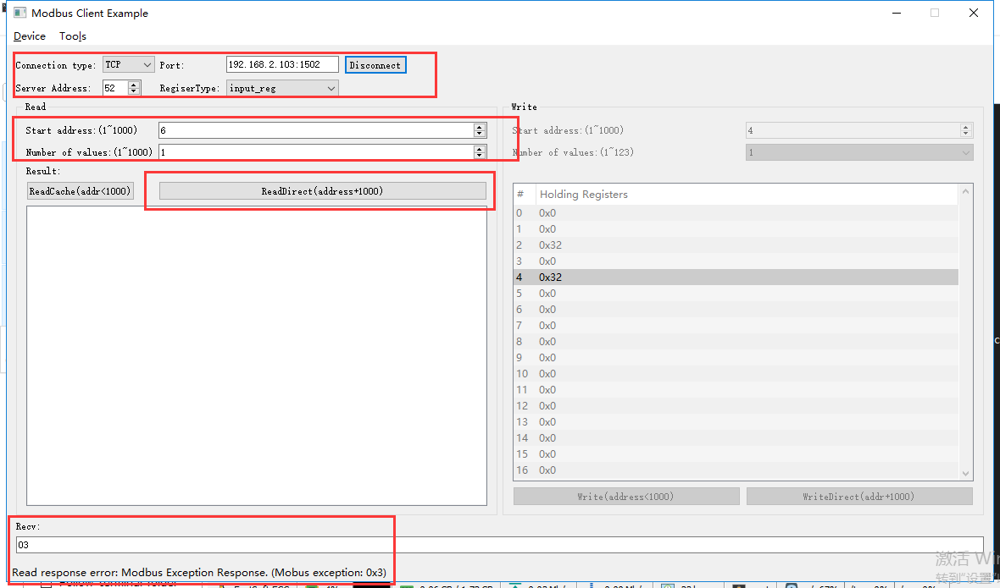 Modbus Client Example
Device Tools
Connection type: TCP Port: 192.168.2.103:1502 Disconnect
Server Address: 52 RegiserType: input_reg
Read
Start address:(1~1000) 6
Number of values:(1~1000) 1
Result:
ReadCache(addr<1000) ReadDirect(address+1000)
Write
Start address:(1~1000) 4
Number of values:(1~123) 1
# Holding Registers
0 0x0
1 0x0
2 0x32
3 0x0
4 0x32
5 0x0
6 0x0
7 0x0
8 0x0
9 0x0
10 0x0
11 0x0
12 0x0
13 0x0
14 0x0
15 0x0
16 0x0
Write(address<1000) WriteDirect(addr+1000)
Recv:
03
Read response error: Modbus Exception Response. (Mobus exception: 0x3)
激活 Wi
转到"设置"